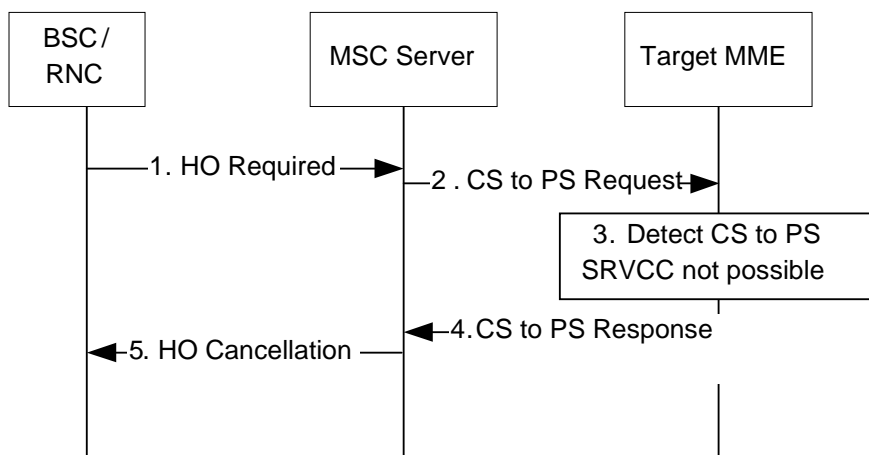 BSC/
RNC
MSC Server
Target MME
1. HO Required
2 . CS to PS Request
3. Detect CS to PS
SRVCC not possible
4.CS to PS Response
5. HO Cancellation